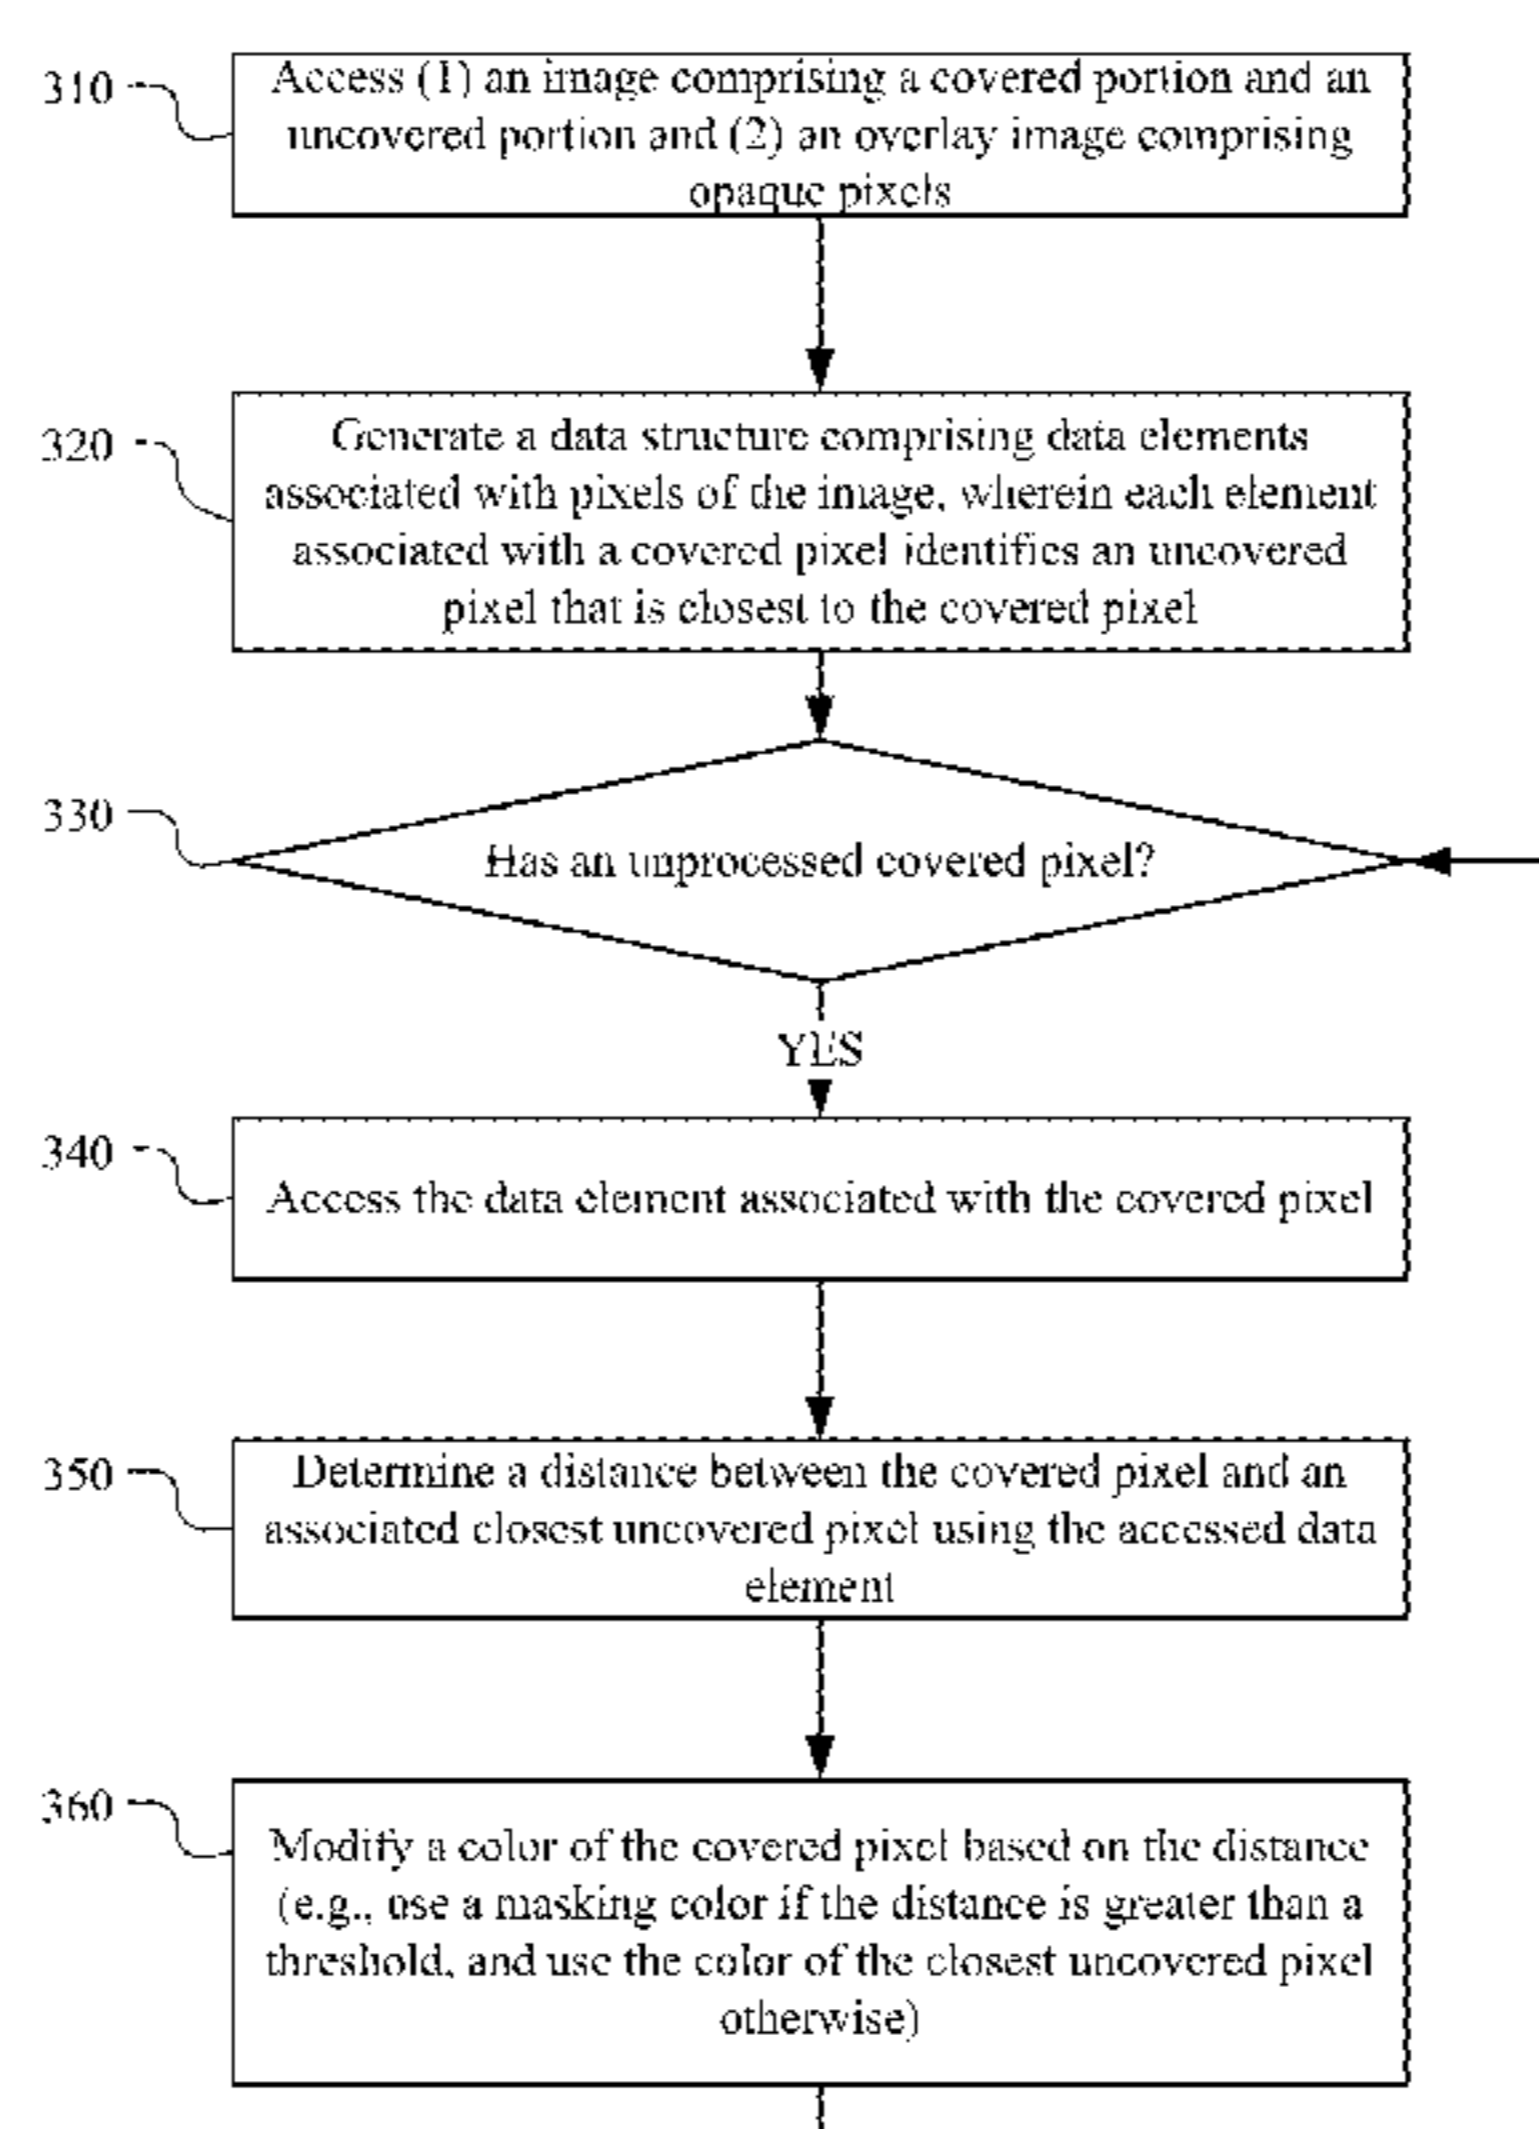 310
Access (1) an image comprising a covered portion and an
uncovered portion and (2) an overlay image comprising
opaque pixels
320
Generate a data structure comprising data elements
associated with pixels of the image, wherein each element
associated with a covered pixel identifies an uncovered
pixel that is closest to the covered pixel
330
Has an unprocessed covered pixel?
YES
340
Access the data element associated with the covered pixel
350
Determine a distance between the covered pixel and an
associated closest uncovered pixel using the accessed data
element
360
Modify a color of the covered pixel based on the distance
(e.g., use a masking color if the distance is greater than a
threshold, and use the color of the closest uncovered pixel
otherwise)